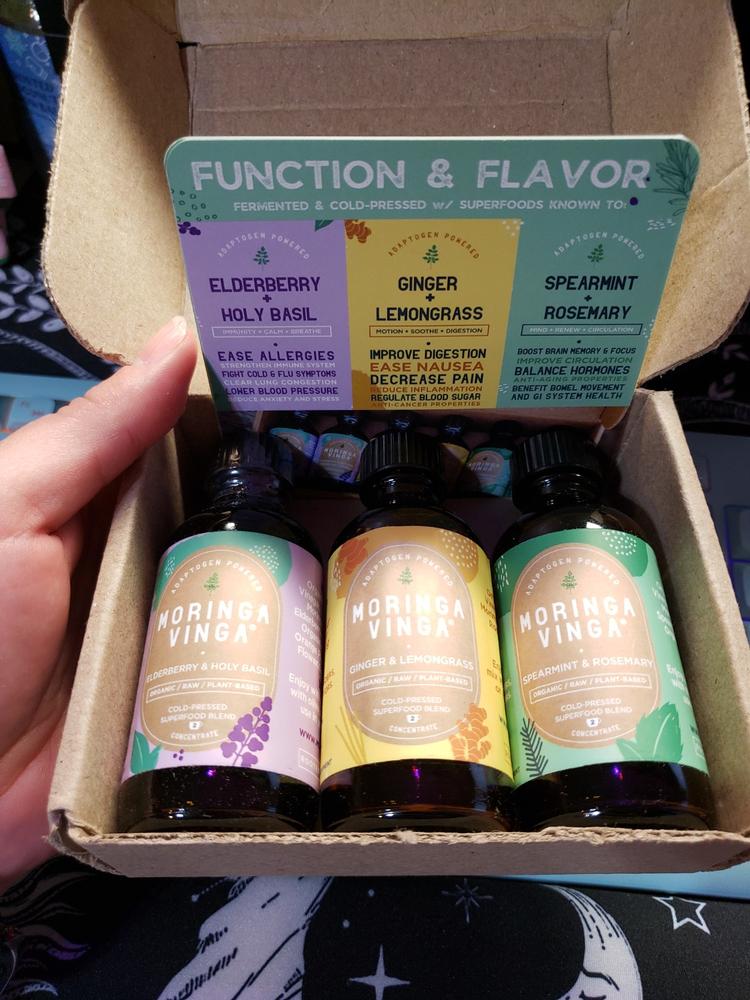 FUNCTION & FLAVOR
FERMENTED & COLD-PRESSED w/ SUPERFOODS KNOWN TO:
ADAPTOGEN POWERED
ELDERBERRY
+
HOLY BASIL
IMMUNITY • CALM • BREATHE
EASE ALLERGIES
STRENGTHEN IMMUNE SYSTEM
FIGHT COLD & FLU SYMPTOMS
CLEAR LUNG CONGESTION
LOWER BLOOD PRESSURE
REDUCE ANXIETY AND STRESS
ADAPTOGEN POWERED
GINGER
+
LEMONGRASS
MOTION • SOOTHE • DIGESTION
IMPROVE DIGESTION
EASE NAUSEA
DECREASE PAIN
REDUCE INFLAMMATION
REGULATE BLOOD SUGAR
ANTI-CANCER PROPERTIES
ADAPTOGEN POWERED
SPEARMINT
+
ROSEMARY
MIND • RENEW • CIRCULATION
BOOST BRAIN MEMORY & FOCUS
IMPROVE CIRCULATION
BALANCE HORMONES
ANTI-AGING PROPERTIES
BENEFIT BOWEL MOVEMENT
AND GI SYSTEM HEALTH
ADAPTOGEN POWERED
MORINGA
VINGA®
ELDERBERRY & HOLY BASIL
ORGANIC / RAW / PLANT-BASED
COLD-PRESSED
SUPERFOOD BLEND
2
CONCENTRATE
ADAPTOGEN POWERED
MORINGA
VINGA®
GINGER & LEMONGRASS
ORGANIC / RAW / PLANT-BASED
COLD-PRESSED
SUPERFOOD BLEND
2
CONCENTRATE
ADAPTOGEN POWERED
MORINGA
VINGA®
SPEARMINT & ROSEMARY
ORGANIC / RAW / PLANT-BASED
COLD-PRESSED
SUPERFOOD BLEND
2
CONCENTRATE